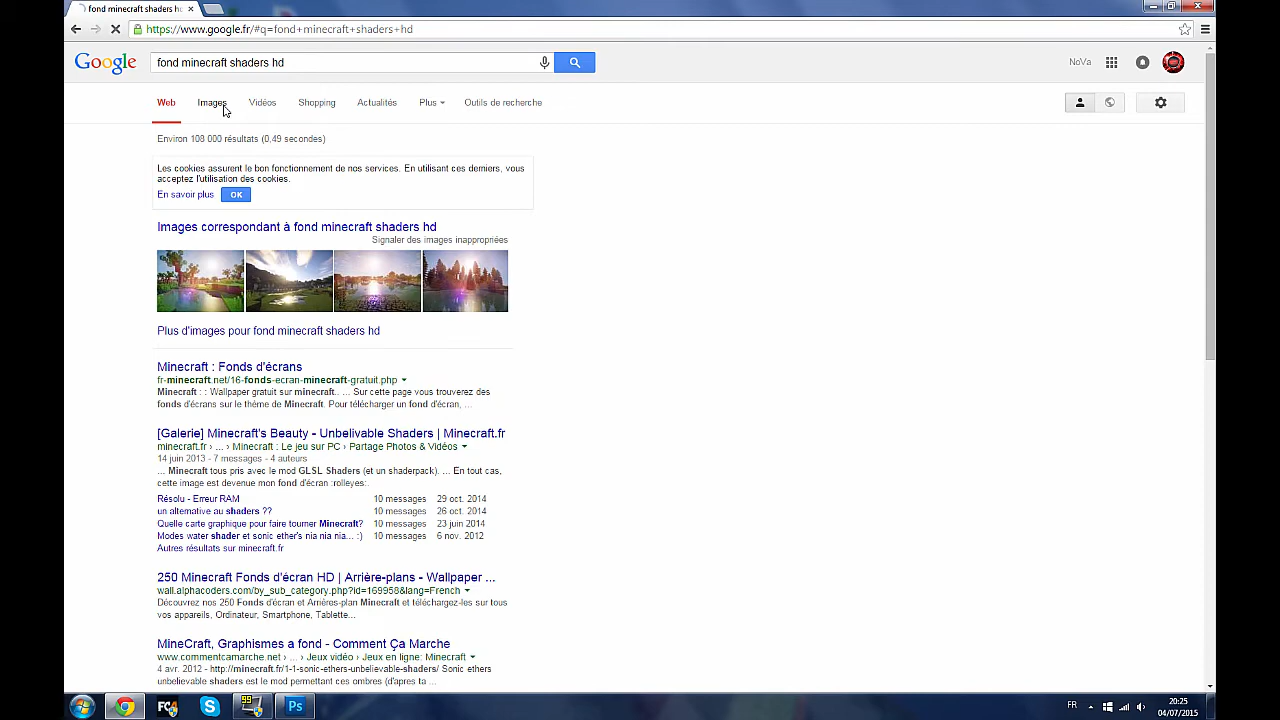 fond minecraft shaders hd
https://www.google.fr/#q=fond+minecraft+shaders+hd
Google
fond minecraft shaders hd
NoVa
Web Images Vidéos Shopping Actualités Plus Outils de recherche
Environ 108 000 résultats (0,49 secondes)
Les cookies assurent le bon fonctionnement de nos services. En utilisant ces derniers, vous
acceptez l'utilisation des cookies.
En savoir plus OK
Images correspondant à fond minecraft shaders hd
Signaler des images inappropriées
Plus d'images pour fond minecraft shaders hd
Minecraft : Fonds d'écrans
fr-minecraft.net/16-fonds-ecran-minecraft-gratuit.php
Minecraft : : Wallpaper gratuit sur minecraft.. ... Sur cette page vous trouverez des
fonds d'écrans sur le thème de Minecraft. Pour télécharger un fond d'écran, ...
[Galerie] Minecraft's Beauty - Unbelivable Shaders | Minecraft.fr
minecraft.fr › ... › Minecraft : Le jeu sur PC › Partage Photos & Vidéos
14 juin 2013 - 7 messages - 4 auteurs
... Minecraft tous pris avec le mod GLSL Shaders (et un shaderpack). ... En tout cas,
cette image est devenue mon fond d'écran :rolleyes:.
Résolu - Erreur RAM 10 messages 29 oct. 2014
un alternative au shaders ?? 10 messages 26 oct. 2014
Quelle carte graphique pour faire tourner Minecraft? 10 messages 23 juin 2014
Modes water shader et sonic ether's nia nia nia... :) 10 messages 6 nov. 2012
Autres résultats sur minecraft.fr
250 Minecraft Fonds d'écran HD | Arrière-plans - Wallpaper ...
wall.alphacoders.com/by_sub_category.php?id=169958&lang=French
Découvrez nos 250 Fonds d'écran et Arrières-plan Minecraft et téléchargez-les sur tous
vos appareils, Ordinateur, Smartphone, Tablette...
MineCraft, Graphismes a fond - Comment Ça Marche
www.commentcamarche.net › ... › Jeux vidéo › Jeux en ligne: Minecraft
4 avr. 2012 - http://minecraft.fr/1-1-sonic-ethers-unbelievable-shaders/ Sonic ethers
unbelievable shaders est le mod permettant ces ombres (d'apres ta ...
FC4 99 Ps FR 20:25
04/07/2015